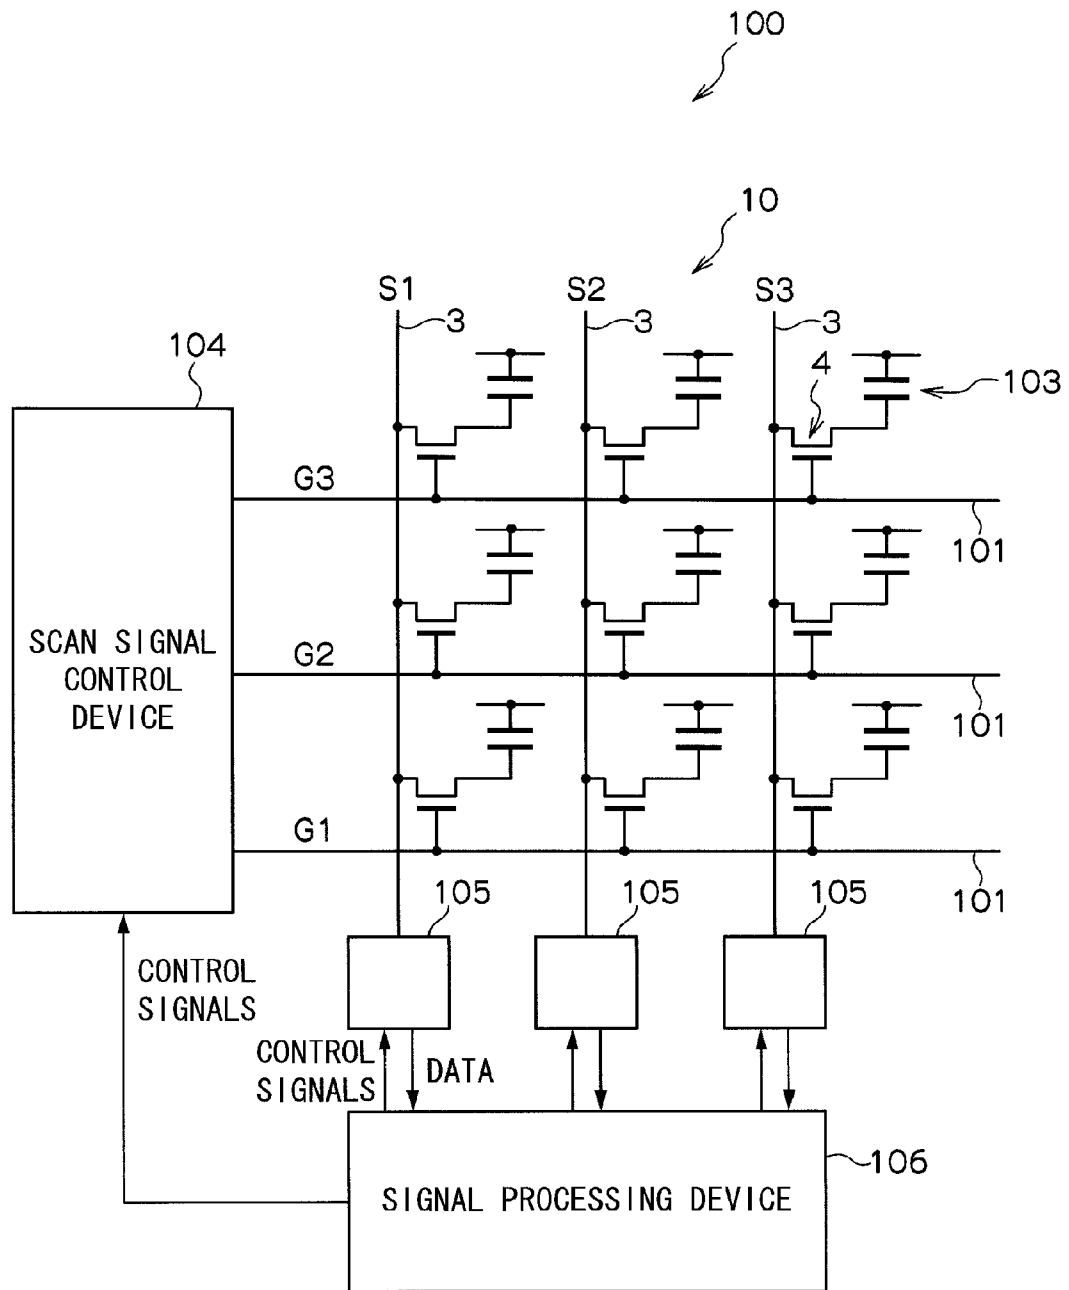 100
10
S1
S2
S3
3
3
3
104
4
103
G3
101
SCAN SIGNAL
CONTROL
DEVICE
G2
101
G1
101
105
105
105
CONTROL
SIGNALS
CONTROL
SIGNALS
DATA
106
SIGNAL PROCESSING DEVICE